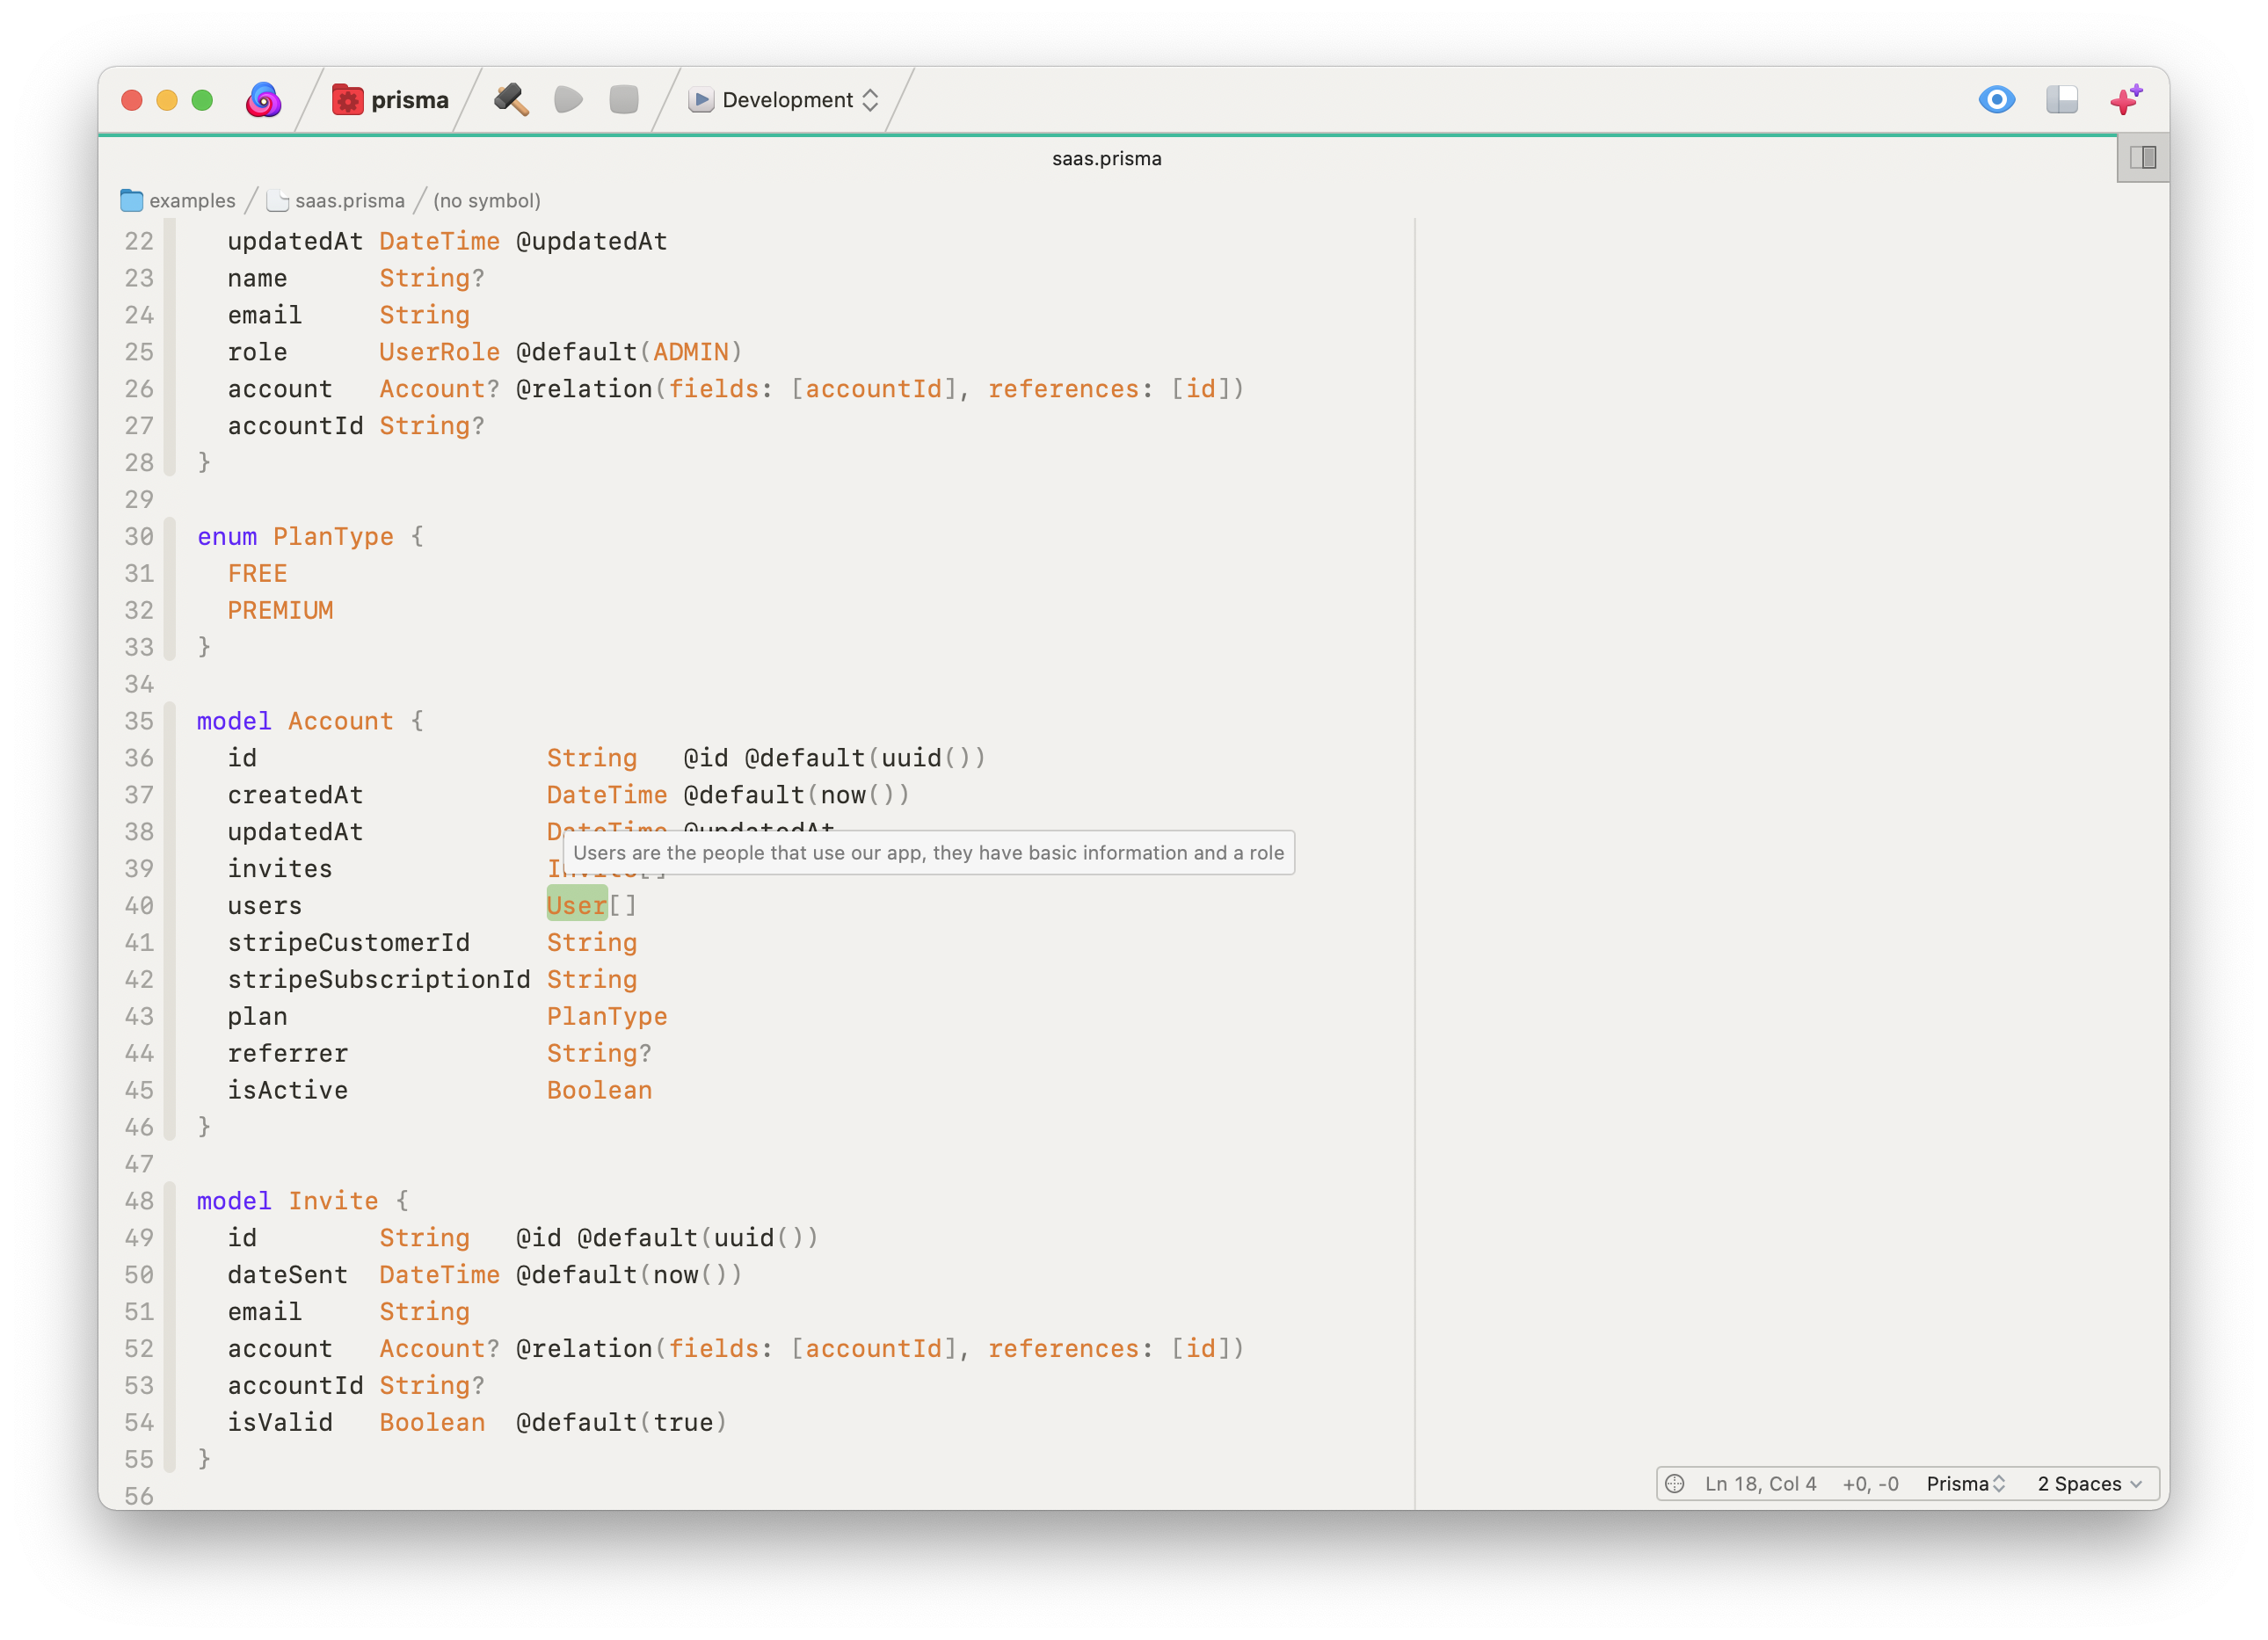 prisma
Development
saas.prisma
examples saas.prisma (no symbol)
22 updatedAt DateTime @updatedAt
23 name String?
24 email String
25 role UserRole @default(ADMIN)
26 account Account? @relation(fields: [accountId], references: [id])
27 accountId String?
28 }
29
30 enum PlanType {
31 FREE
32 PREMIUM
33 }
34
35 model Account {
36 id String @id @default(uuid())
37 createdAt DateTime @default(now())
38 updatedAt DateTime @updatedAt
Users are the people that use our app, they have basic information and a role
39 invites Invite[]
40 users User[]
41 stripeCustomerId String
42 stripeSubscriptionId String
43 plan PlanType
44 referrer String?
45 isActive Boolean
46 }
47
48 model Invite {
49 id String @id @default(uuid())
50 dateSent DateTime @default(now())
51 email String
52 account Account? @relation(fields: [accountId], references: [id])
53 accountId String?
54 isValid Boolean @default(true)
55 }
56
Ln 18, Col 4 +0, -0 Prisma 2 Spaces